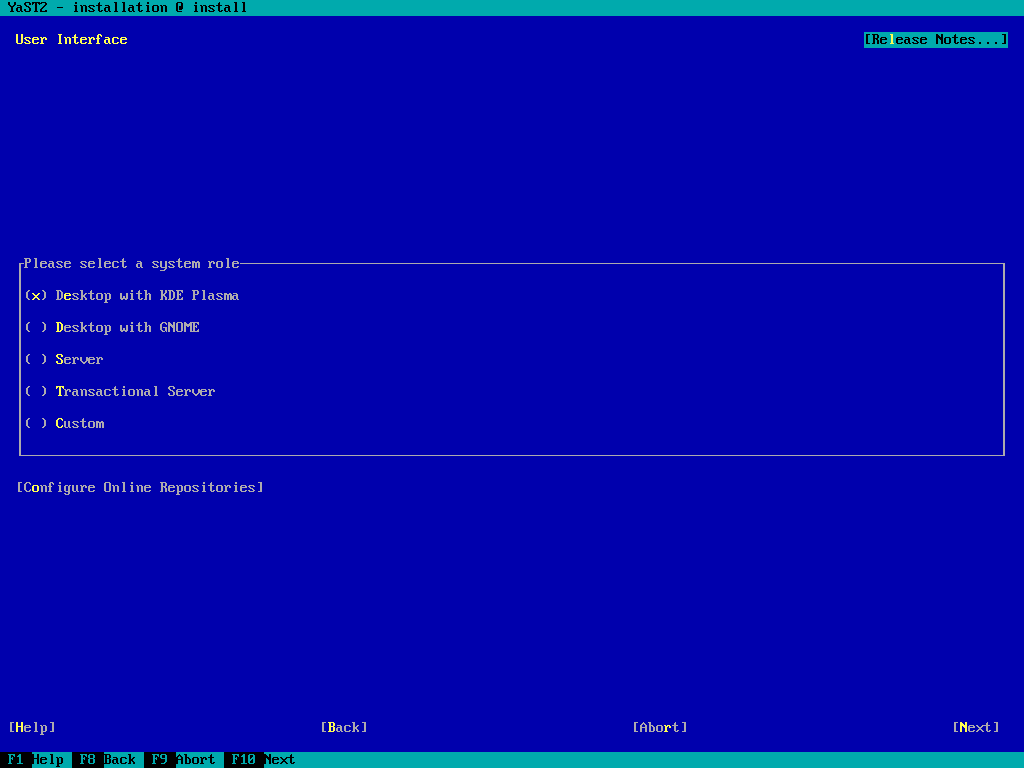 YaST2 - installation @ install
User Interface [Release Notes...]
Please select a system role
(x) Desktop with KDE Plasma
( ) Desktop with GNOME
( ) Server
( ) Transactional Server
( ) Custom
[Configure Online Repositories]
[Help] [Back] [Abort] [Next]
F1 Help F8 Back F9 Abort F10 Next